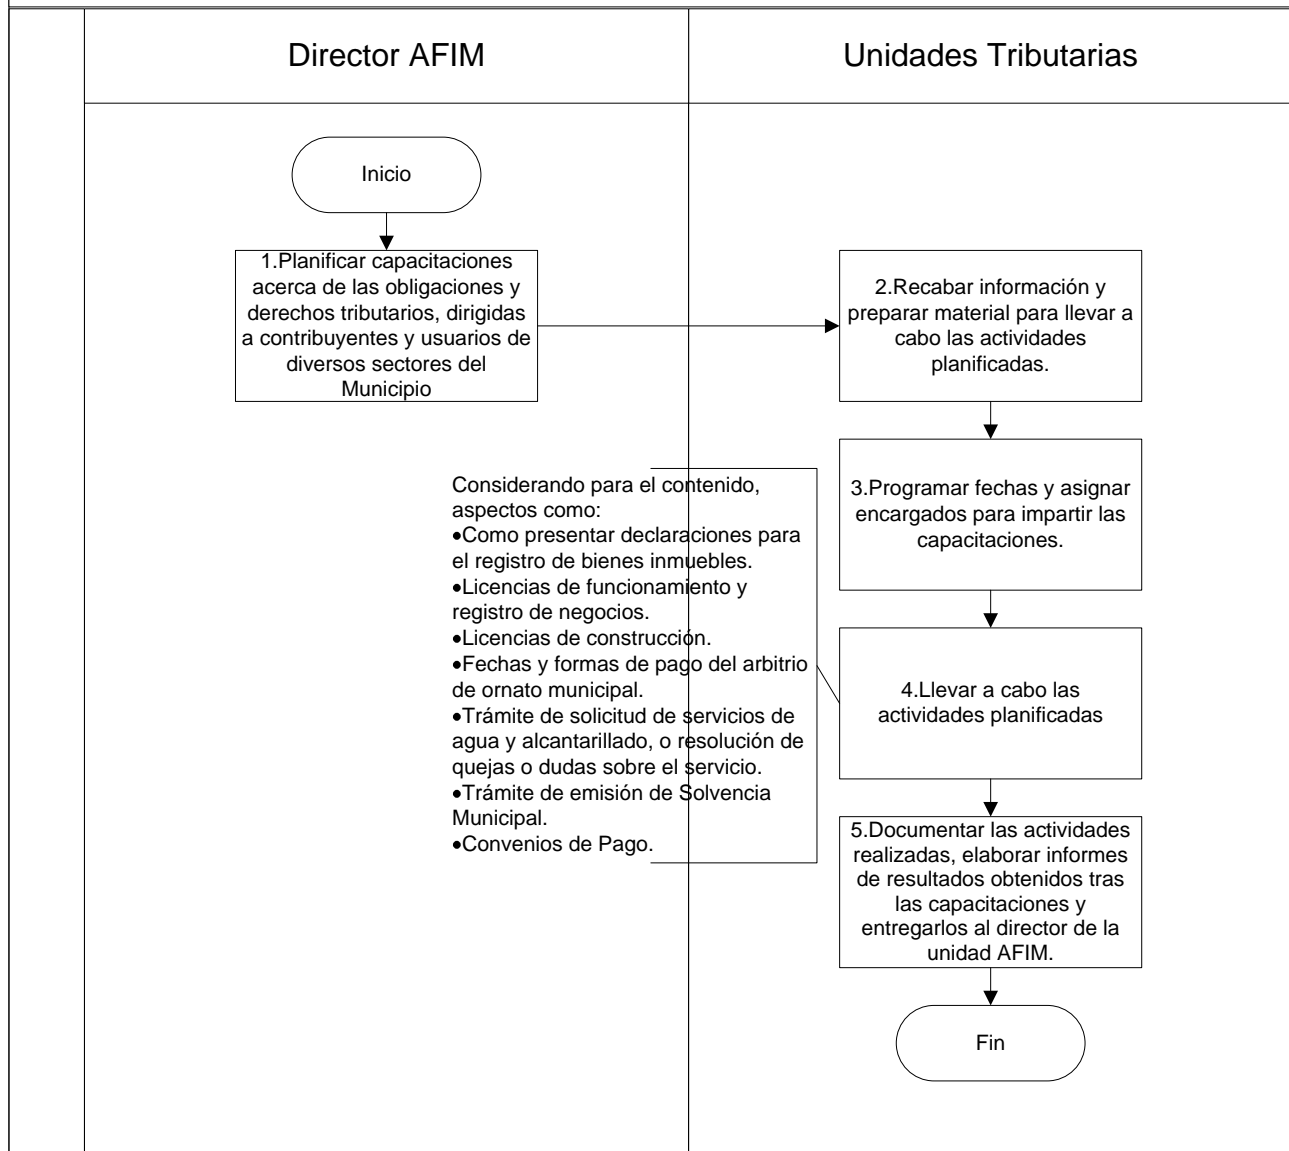 Director AFIM
Unidades Tributarias
Inicio
1.Planificar capacitaciones
acerca de las obligaciones y
derechos tributarios, dirigidas
a contribuyentes y usuarios de
diversos sectores del
Municipio
2.Recabar información y
preparar material para llevar a
cabo las actividades
planificadas.
3.Programar fechas y asignar
encargados para impartir las
capacitaciones.
Considerando para el contenido,
aspectos como:
•Como presentar declaraciones para
el registro de bienes inmuebles.
•Licencias de funcionamiento y
registro de negocios.
•Licencias de construcción.
•Fechas y formas de pago del arbitrio
de ornato municipal.
•Trámite de solicitud de servicios de
agua y alcantarillado, o resolución de
quejas o dudas sobre el servicio.
•Trámite de emisión de Solvencia
Municipal.
•Convenios de Pago.
4.Llevar a cabo las
actividades planificadas
5.Documentar las actividades
realizadas, elaborar informes
de resultados obtenidos tras
las capacitaciones y
entregarlos al director de la
unidad AFIM.
Fin